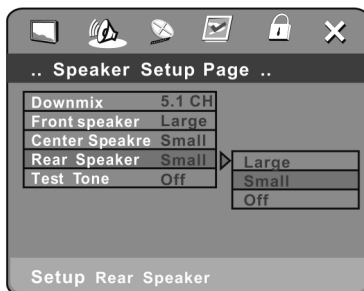 .. Speaker Setup Page ..
Downmix 5.1 CH
Front speaker Large
Center Speakre Small
Rear Speaker Small Large
Test Tone Off Small
Off
Setup Rear Speaker